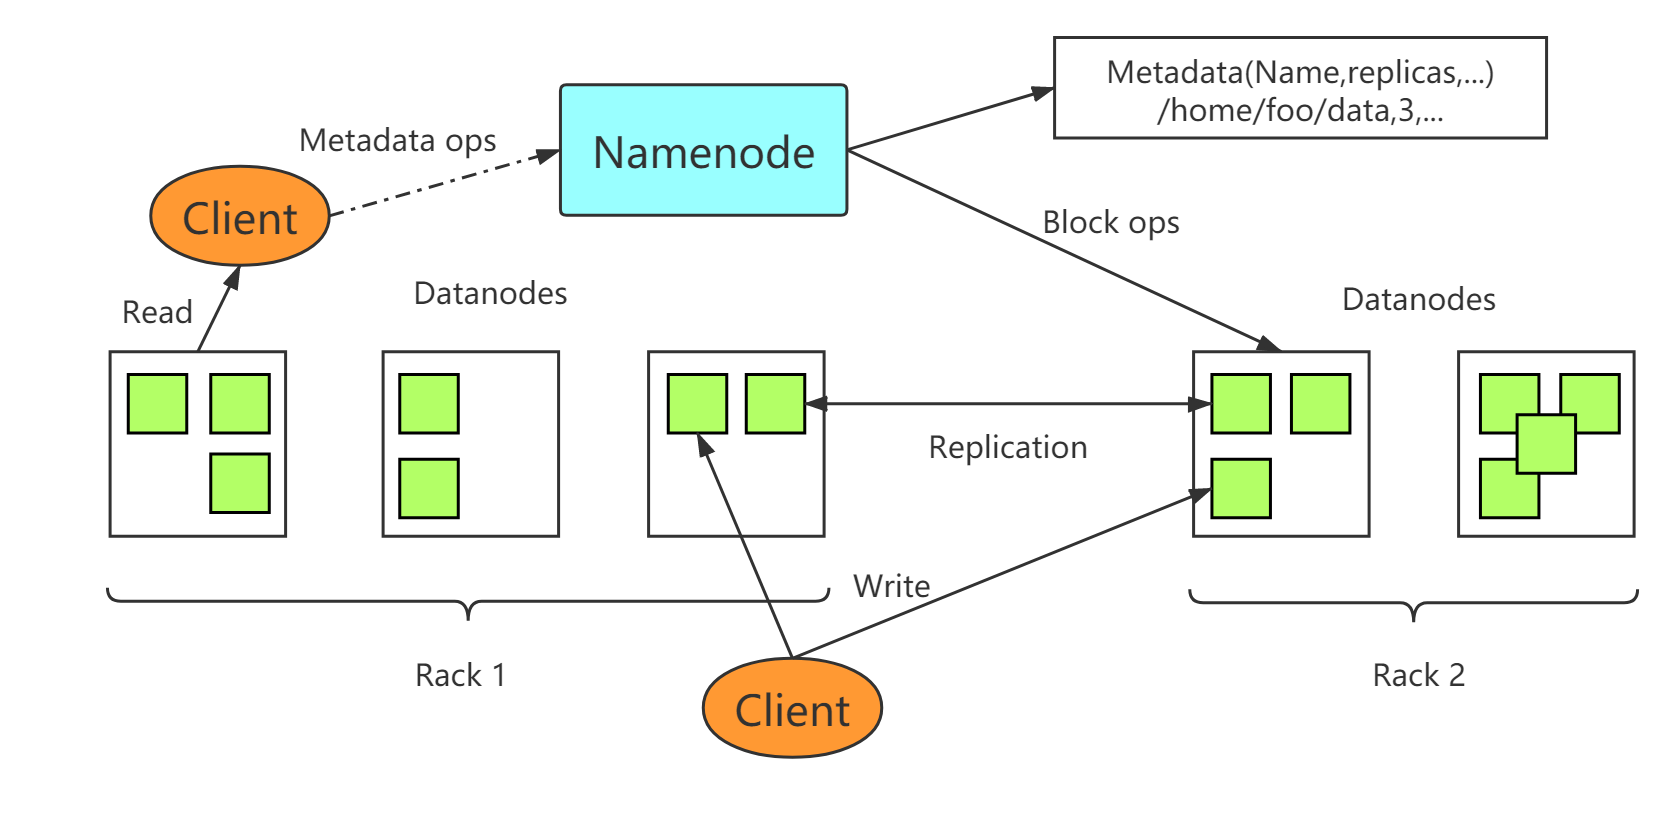 Metadata(Name,replicas,...)
/home/foo/data,3,...
Metadata ops
Namenode
Client
Block ops
Read
Datanodes
Datanodes
Replication
Write
Rack 1
Rack 2
Client